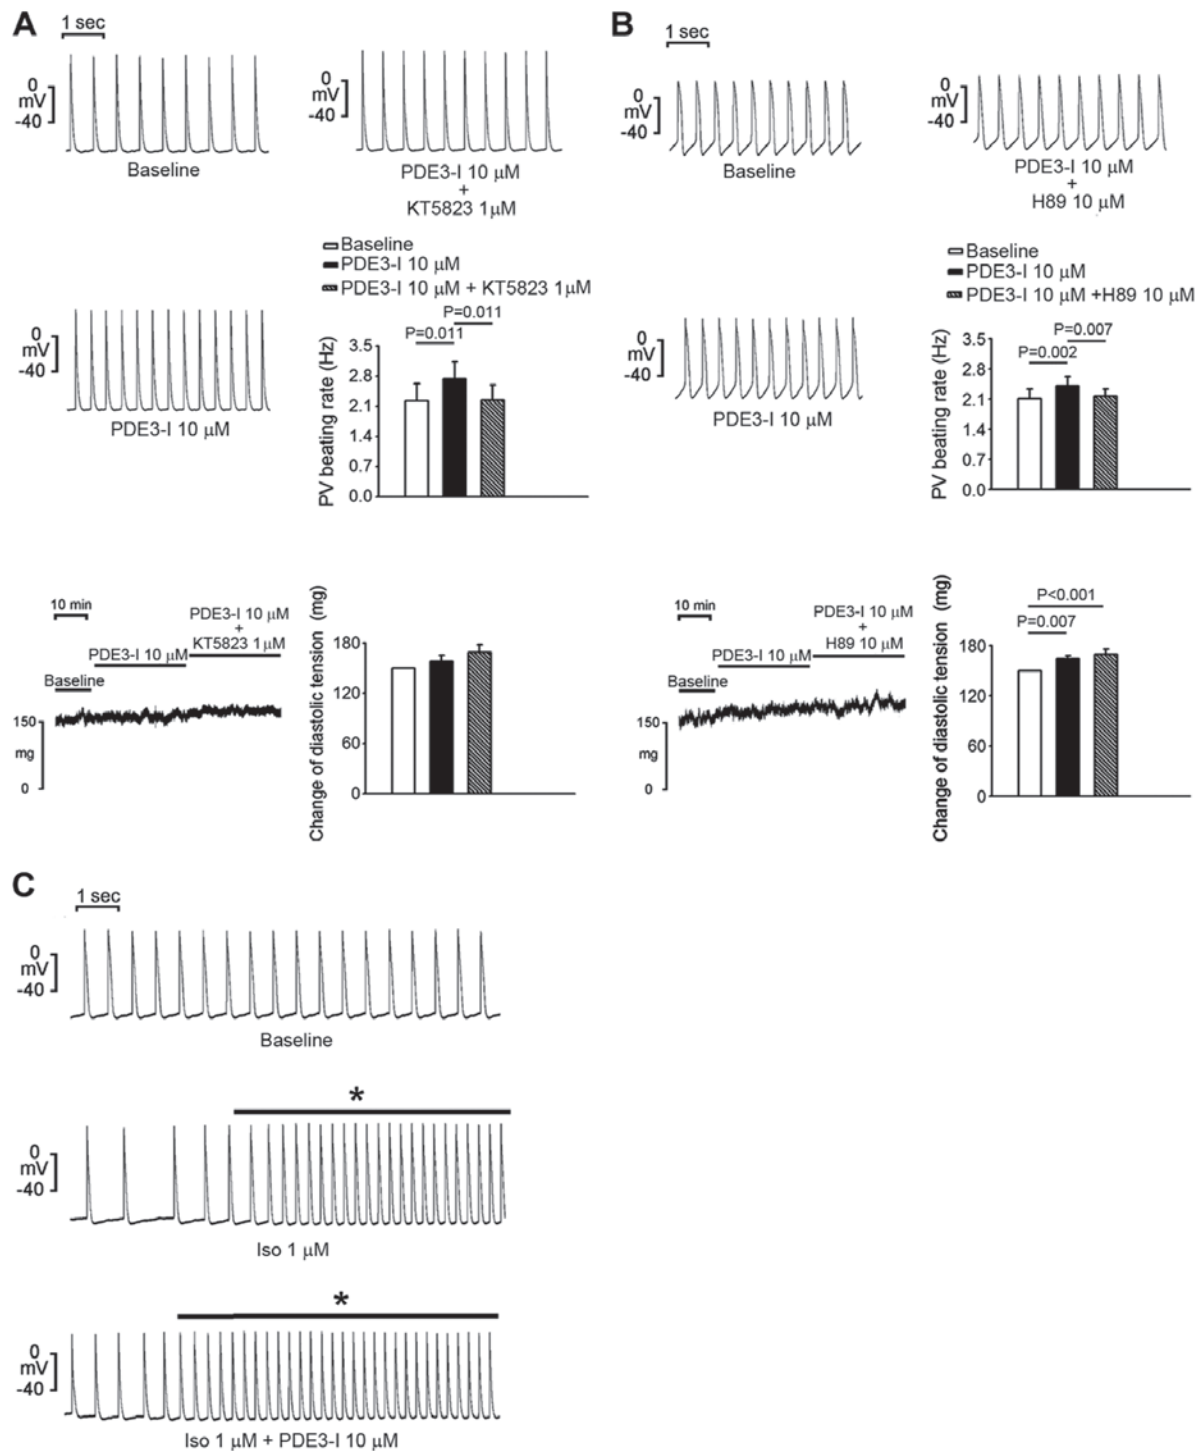 A
1 sec
0
mV
-40
Baseline
0
mV
-40
PDE3-I 10 μM
+
KT5823 1μM
0
mV
-40
PDE3-I 10 μM
Baseline
PDE3-I 10 μM
PDE3-I 10 μM + KT5823 1μM
P=0.011
P=0.011
PV beating rate (Hz)
3.5
2.8
2.1
1.4
0.7
0.0
10 min
Baseline
PDE3-I 10 μM
PDE3-I 10 μM
+
KT5823 1μM
150
mg
0
Change of diastolic tension (mg)
180
120
60
0
B
1 sec
0
mV
-40
Baseline
0
mV
-40
PDE3-I 10 μM
+
H89 10 μM
0
mV
-40
PDE3-I 10 μM
Baseline
PDE3-I 10 μM
PDE3-I 10 μM +H89 10 μM
P=0.007
P=0.002
PV beating rate (Hz)
3.5
2.8
2.1
1.4
0.7
0.0
10 min
Baseline
PDE3-I 10 μM
PDE3-I 10 μM
+
H89 10 μM
150
mg
0
P<0.001
P=0.007
Change of diastolic tension (mg)
180
120
60
0
C
1 sec
0
mV
-40
Baseline
*
0
mV
-40
Iso 1 μM
*
0
mV
-40
Iso 1 μM + PDE3-I 10 μM